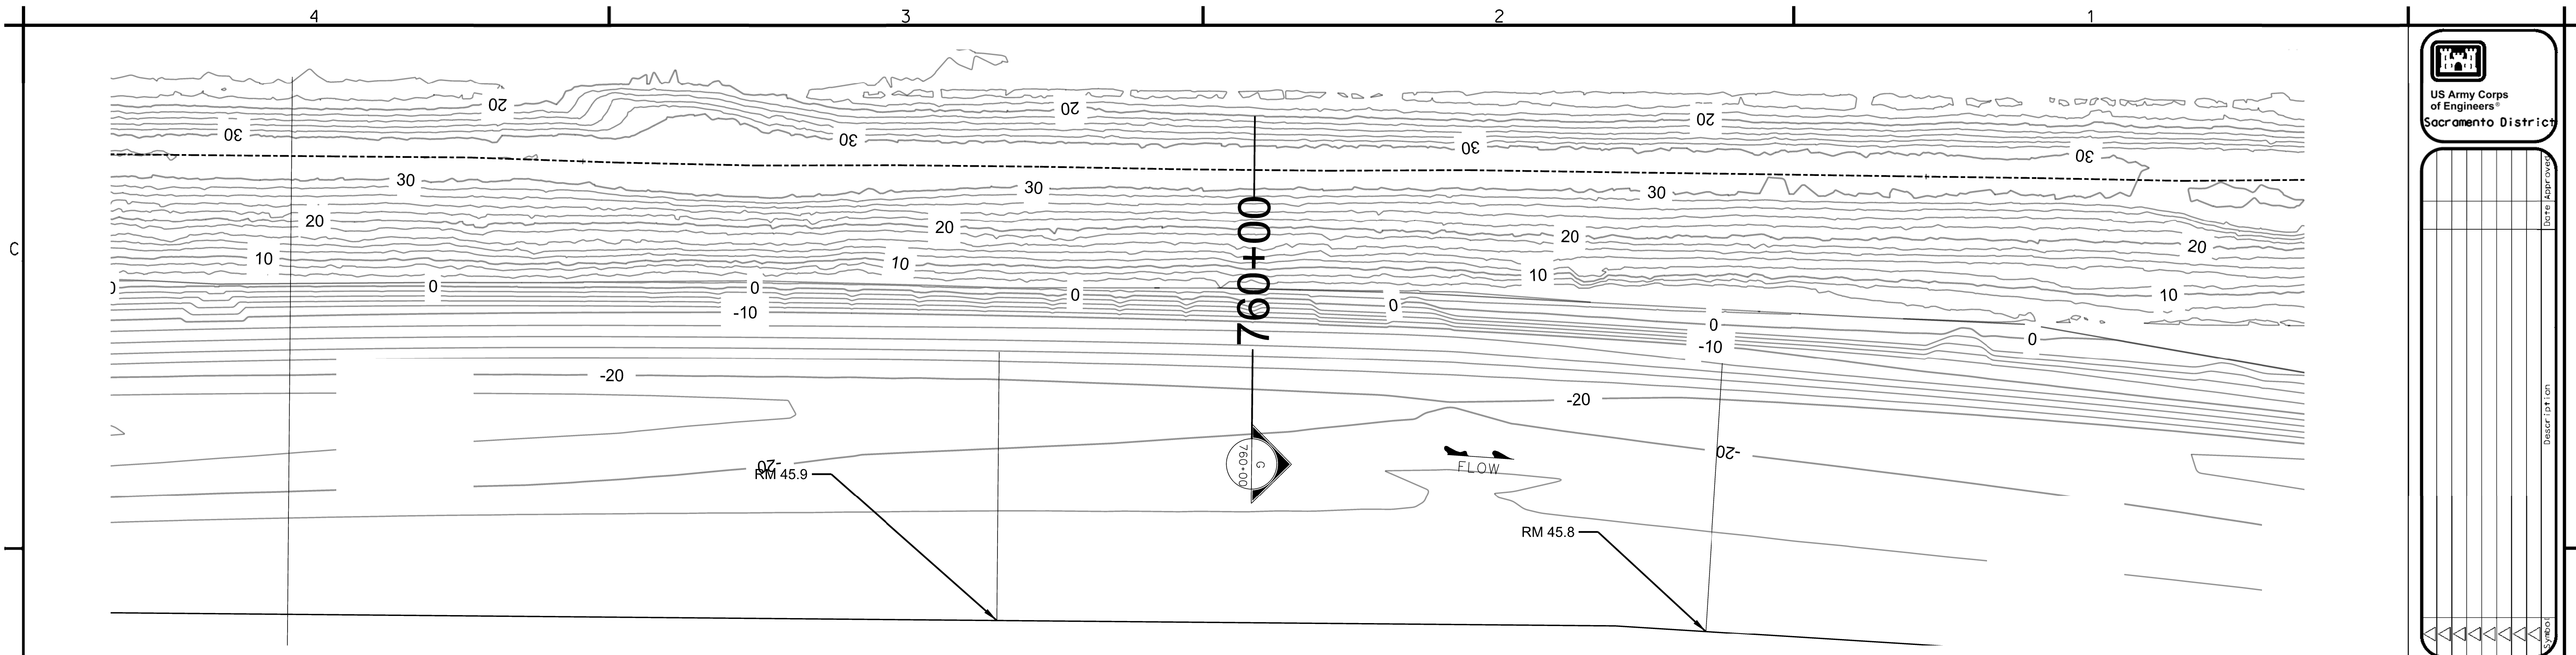 4 3 2 1
US Army Corps
of Engineers®
Sacramento District
20 20 20
30 30 30 30
30 30 30
20 20 20 20
10 10 10 10
0 0 0 0 0 0 0
-10 -10
-20 -20
-20 -20
C
760+00
G
760+00
FLOW
RM 45.9
RM 45.8
Date Approved
Description
Symbol